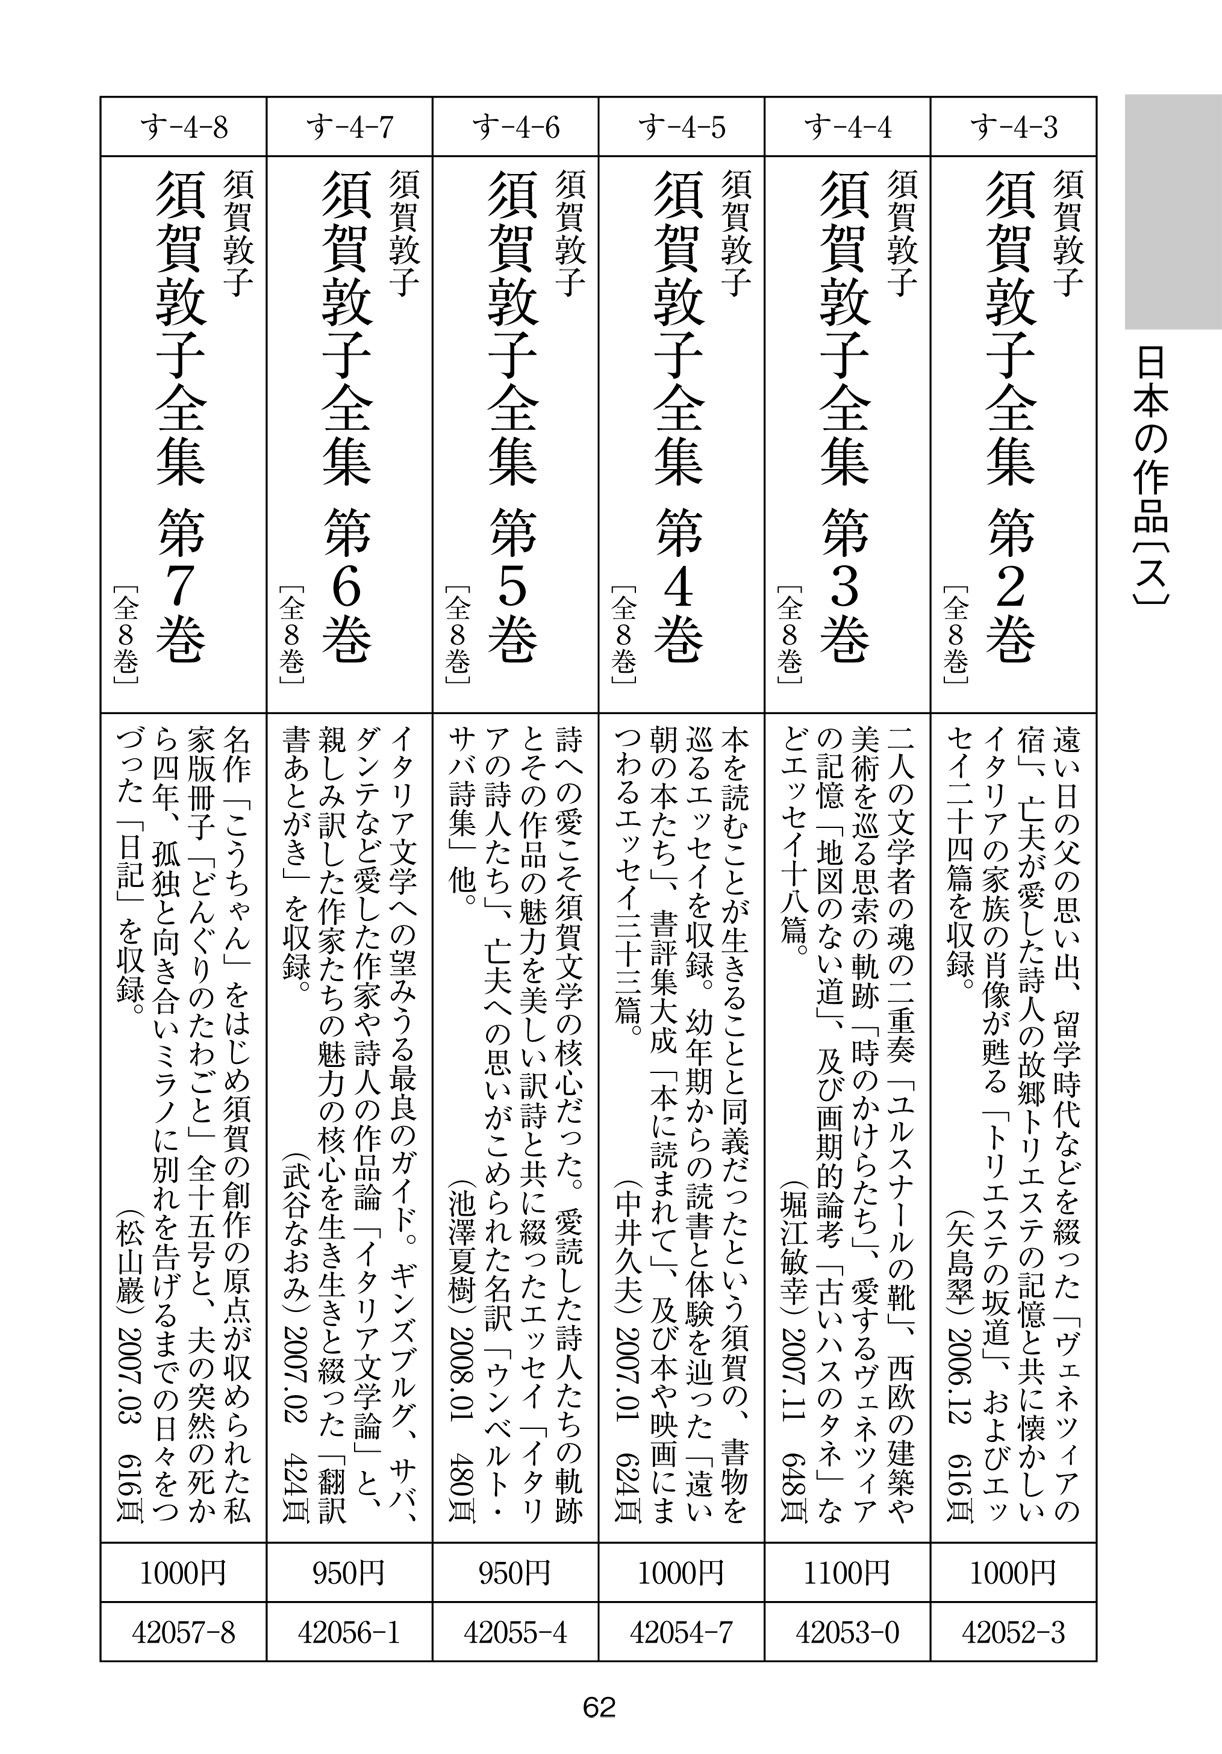 日本の作品〔ス〕
す-4-3
須賀敦子
須賀敦子全集 第2巻
［全8巻］
遠い日の父の思い出、留学時代などを綴った「ヴェネツィアの
宿」、亡夫が愛した詩人の故郷トリエステの記憶と共に懐かしい
イタリアの家族の肖像が甦る「トリエステの坂道」、およびエッ
セイ二十四篇を収録。 （矢島翠）2006.12 616頁
1000円
42052-3
す-4-4
須賀敦子
須賀敦子全集 第3巻
［全8巻］
二人の文学者の魂の二重奏「ユルスナールの靴」、西欧の建築や
美術を巡る思索の軌跡「時のかけらたち」、愛するヴェネツィア
の記憶「地図のない道」、及び画期的論考「古いハスのタネ」な
どエッセイ十八篇。 （堀江敏幸）2007.11 648頁
1100円
42053-0
す-4-5
須賀敦子
須賀敦子全集 第4巻
［全8巻］
本を読むことが生きることと同義だったという須賀の、書物を
巡るエッセイを収録。幼年期からの読書と体験を辿った「遠い
朝の本たち」、書評集大成「本に読まれて」、及び本や映画にま
つわるエッセイ三十三篇。 （中井久夫）2007.01 624頁
1000円
42054-7
す-4-6
須賀敦子
須賀敦子全集 第5巻
［全8巻］
詩への愛こそ須賀文学の核心だった。愛読した詩人たちの軌跡
とその作品の魅力を美しい訳詩と共に綴ったエッセイ「イタリ
アの詩人たち」、亡夫への思いがこめられた名訳「ウンベルト・
サバ詩集」他。 （池澤夏樹）2008.01 480頁
950円
42055-4
す-4-7
須賀敦子
須賀敦子全集 第6巻
［全8巻］
イタリア文学への望みうる最良のガイド。ギンズブルグ、サバ、
ダンテなど愛した作家や詩人の作品論「イタリア文学論」と、
親しみ訳した作家たちの魅力の核心を生き生きと綴った「翻訳
書あとがき」を収録。 （武谷なおみ）2007.02 424頁
950円
42056-1
す-4-8
須賀敦子
須賀敦子全集 第7巻
［全8巻］
名作「こうちゃん」をはじめ須賀の創作の原点が収められた私
家版冊子「どんぐりのたわごと」全十五号と、夫の突然の死か
ら四年、孤独と向き合いミラノに別れを告げるまでの日々をつ
づった「日記」を収録。 （松山巖）2007.03 616頁
1000円
42057-8
62